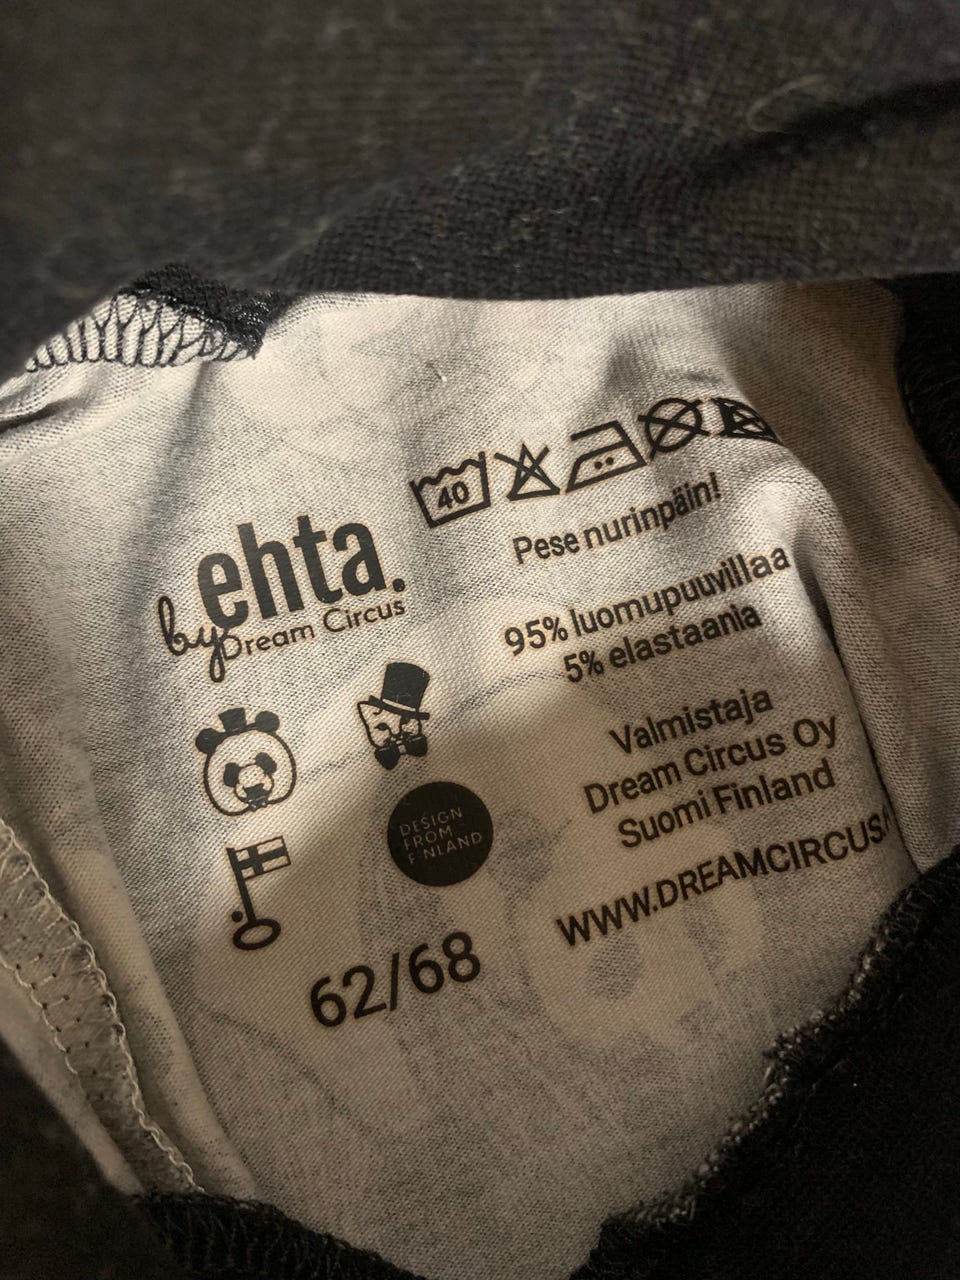 40
Pese nurinpäin!
ehta.
by Dream Circus
95% luomupuuvillaa
5% elastaania
Valmistaja
Dream Circus Oy
Suomi Finland
WWW.DREAMCIRCUS.
DESIGN
FROM
FINLAND
62/68